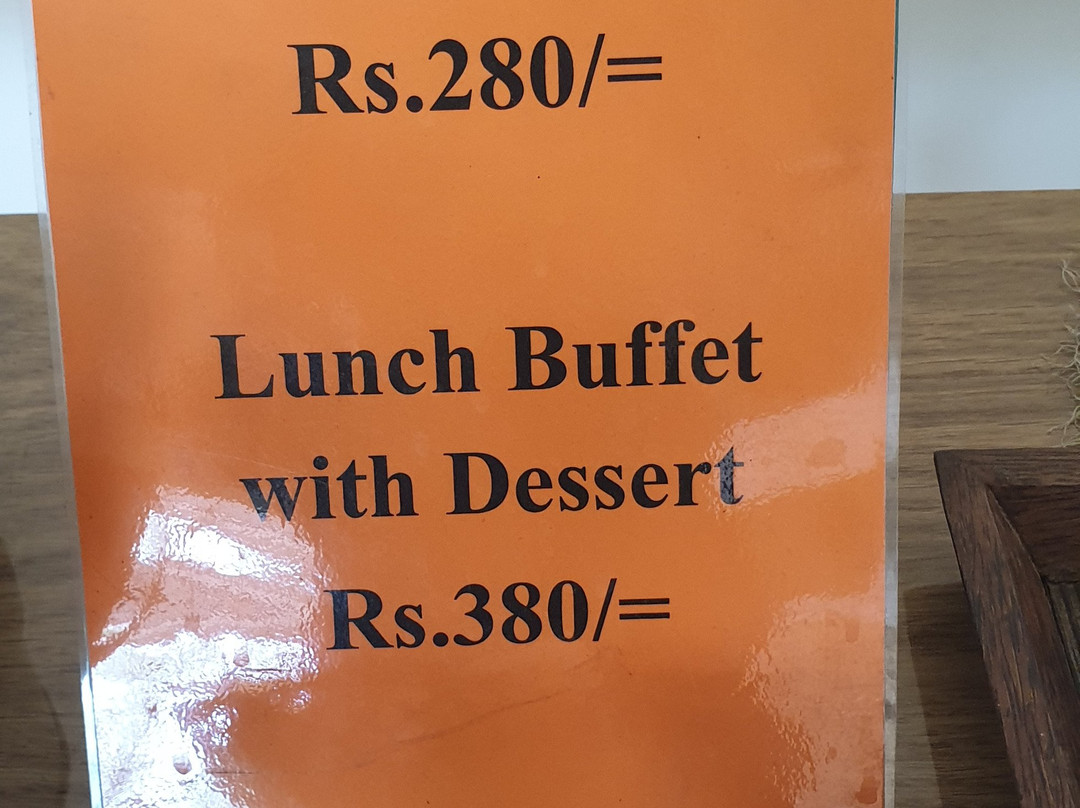 Rs.280/=
Lunch Buffet
with Dessert
Rs.380/=